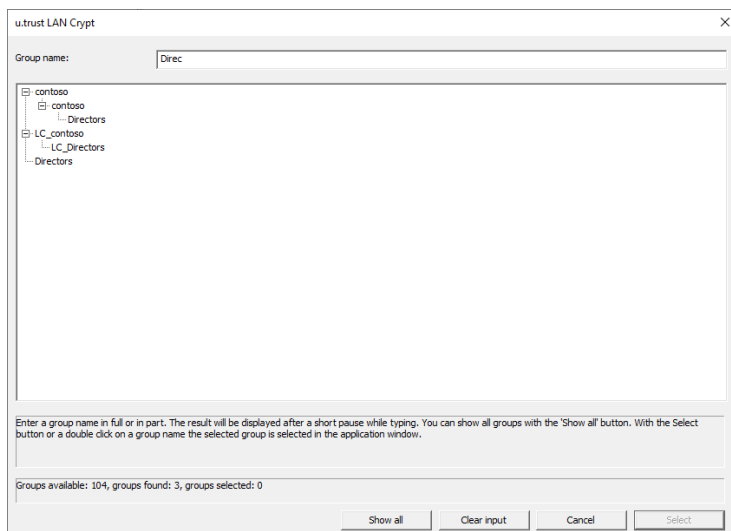 u.trust LAN Crypt
Group name:
Direc
contoso
contoso
Directors
LC_contoso
LC_Directors
Directors
Enter a group name in full or in part. The result will be displayed after a short pause while typing. You can show all groups with the 'Show all' button. With the Select
button or a double click on a group name the selected group is selected in the application window.
Groups available: 104, groups found: 3, groups selected: 0
Show all
Clear input
Cancel
Select